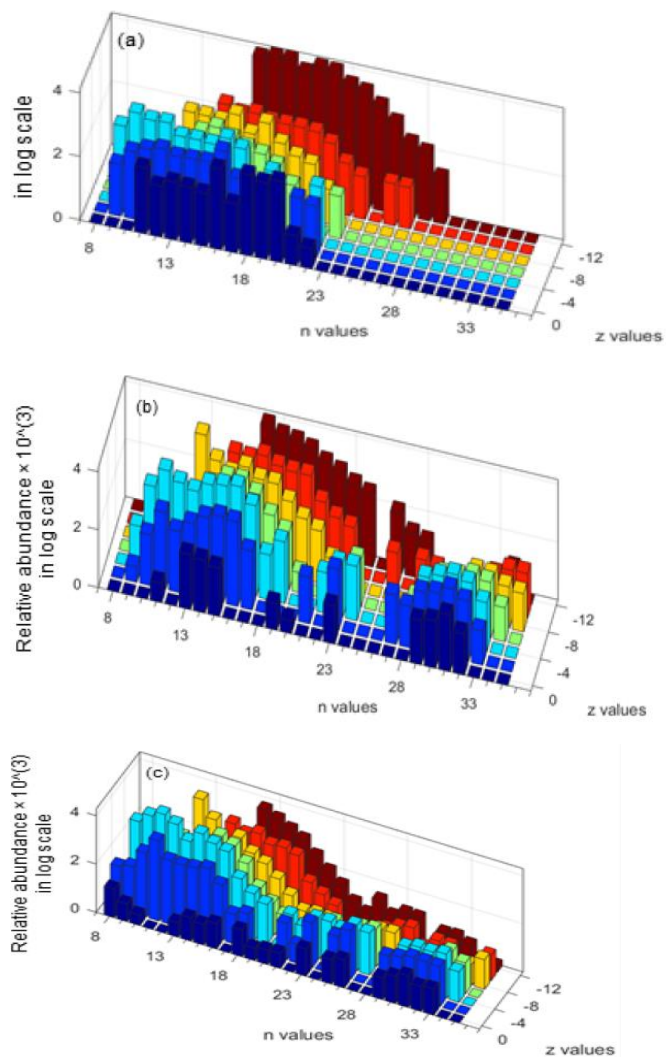 (a)
in log scale
4
2
0
8
13
18
23
28
33
n values
-12
-8
-4
0
z values
(b)
Relative abundance × 10^(3)
in log scale
4
2
0
8
13
18
23
28
33
n values
-12
-8
-4
0
z values
(c)
Relative abundance × 10^(3)
in log scale
4
2
0
8
13
18
23
28
33
n values
-12
-8
-4
0
z values